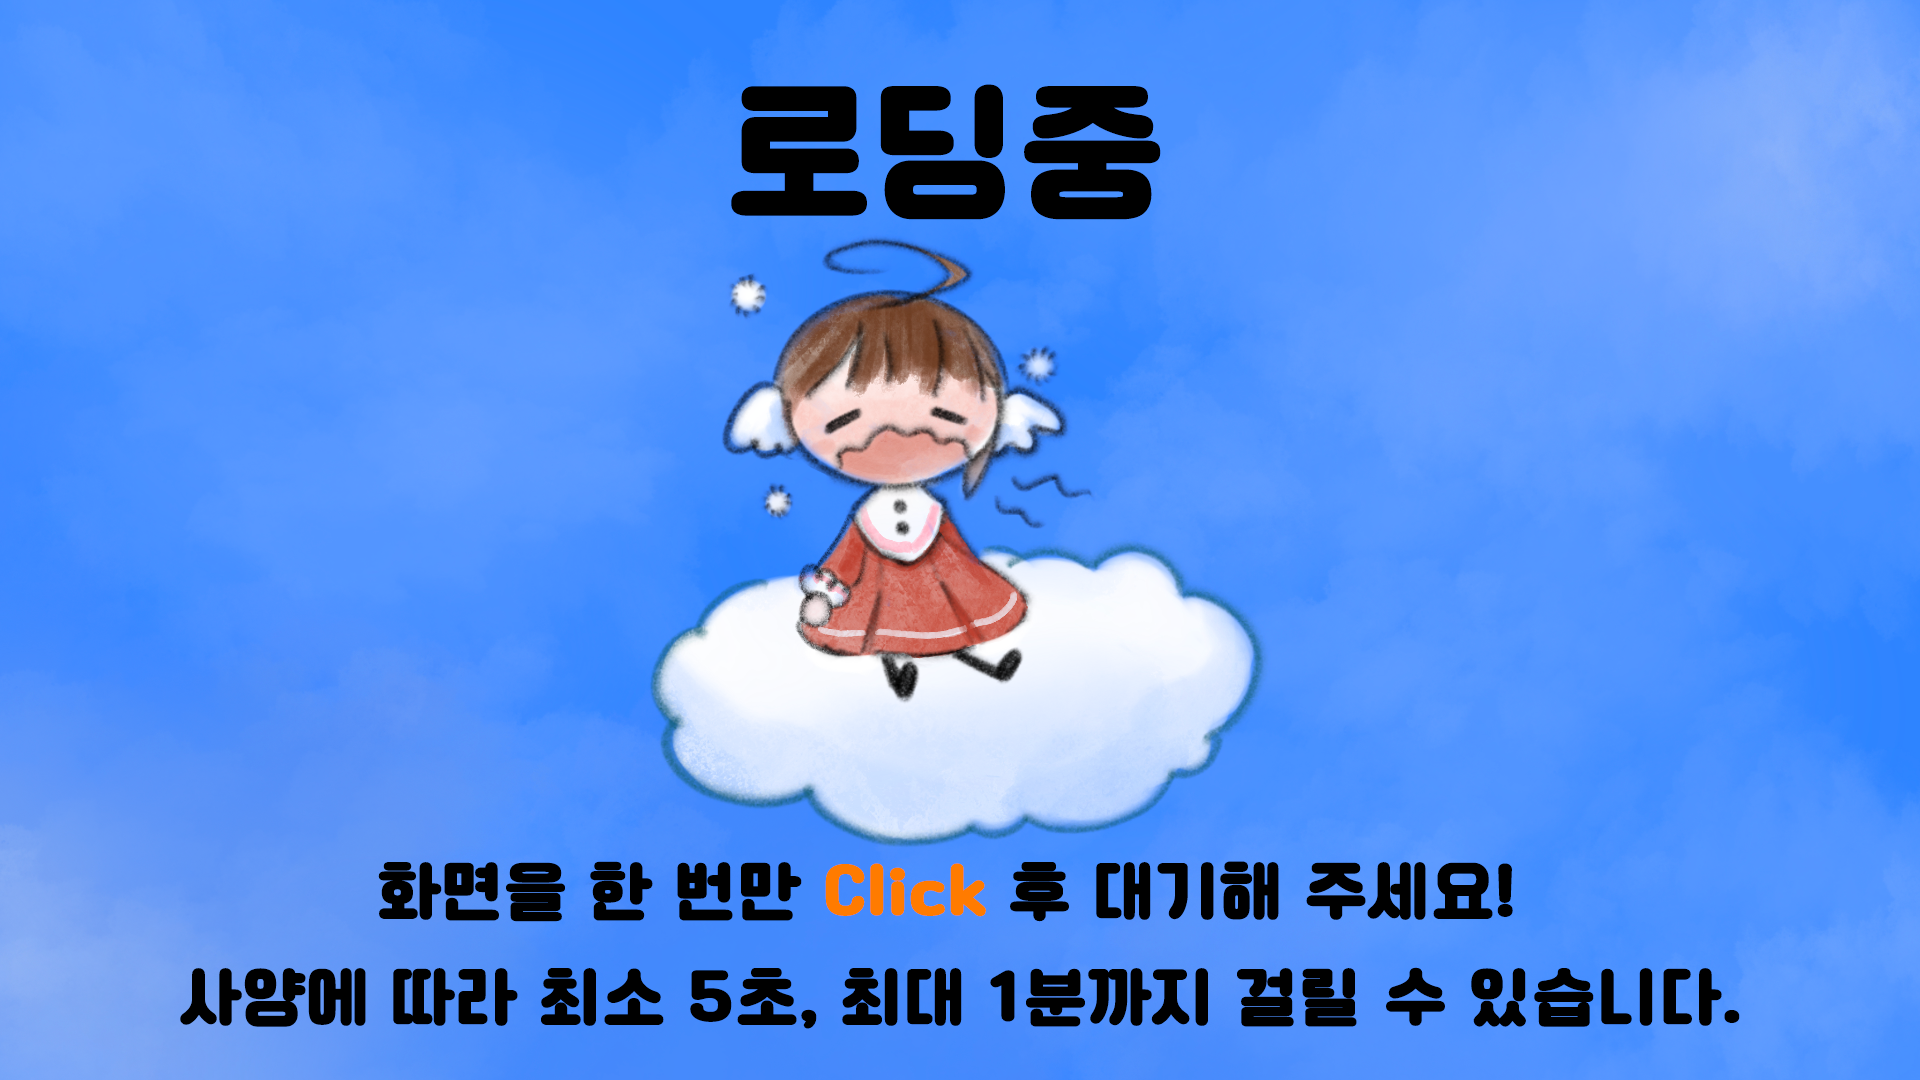 로딩중
화면을 한 번만 Click 후 대기해 주세요!
사양에 따라 최소 5초, 최대 1분까지 걸릴 수 있습니다.